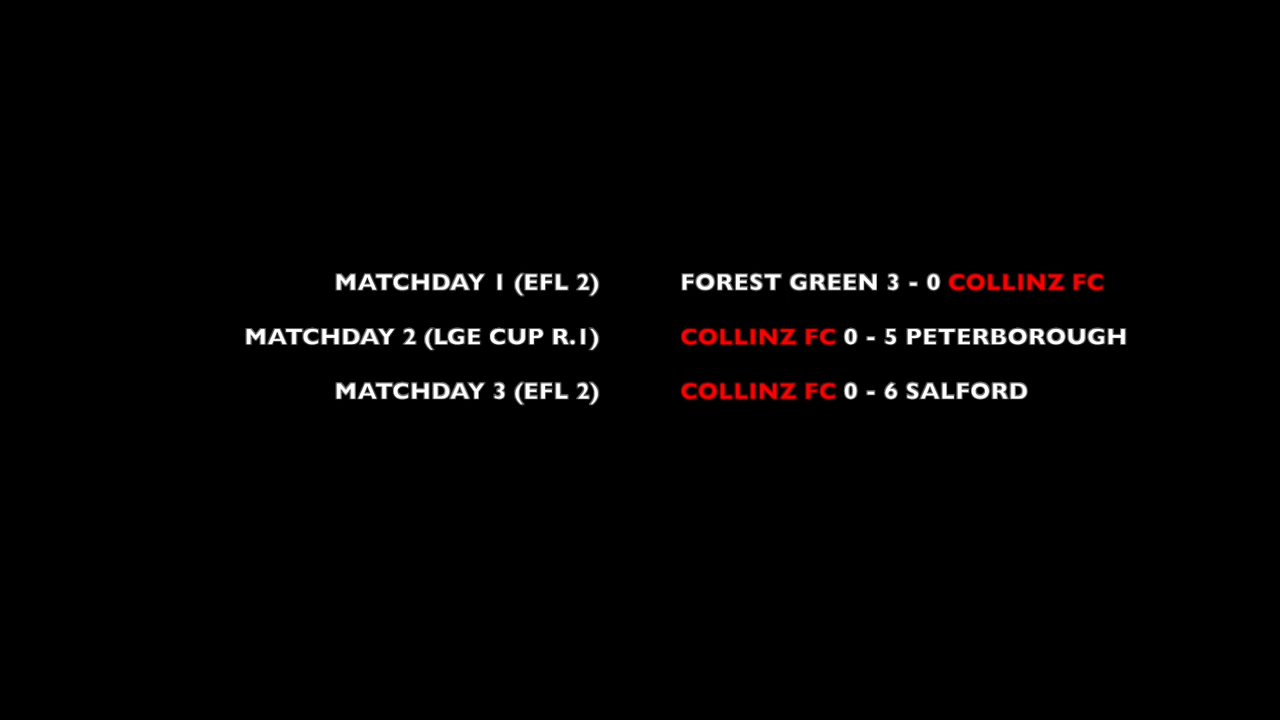 MATCHDAY 1 (EFL 2) FOREST GREEN 3 - 0 COLLINZ FC
MATCHDAY 2 (LGE CUP R.1) COLLINZ FC 0 - 5 PETERBOROUGH
MATCHDAY 3 (EFL 2) COLLINZ FC 0 - 6 SALFORD